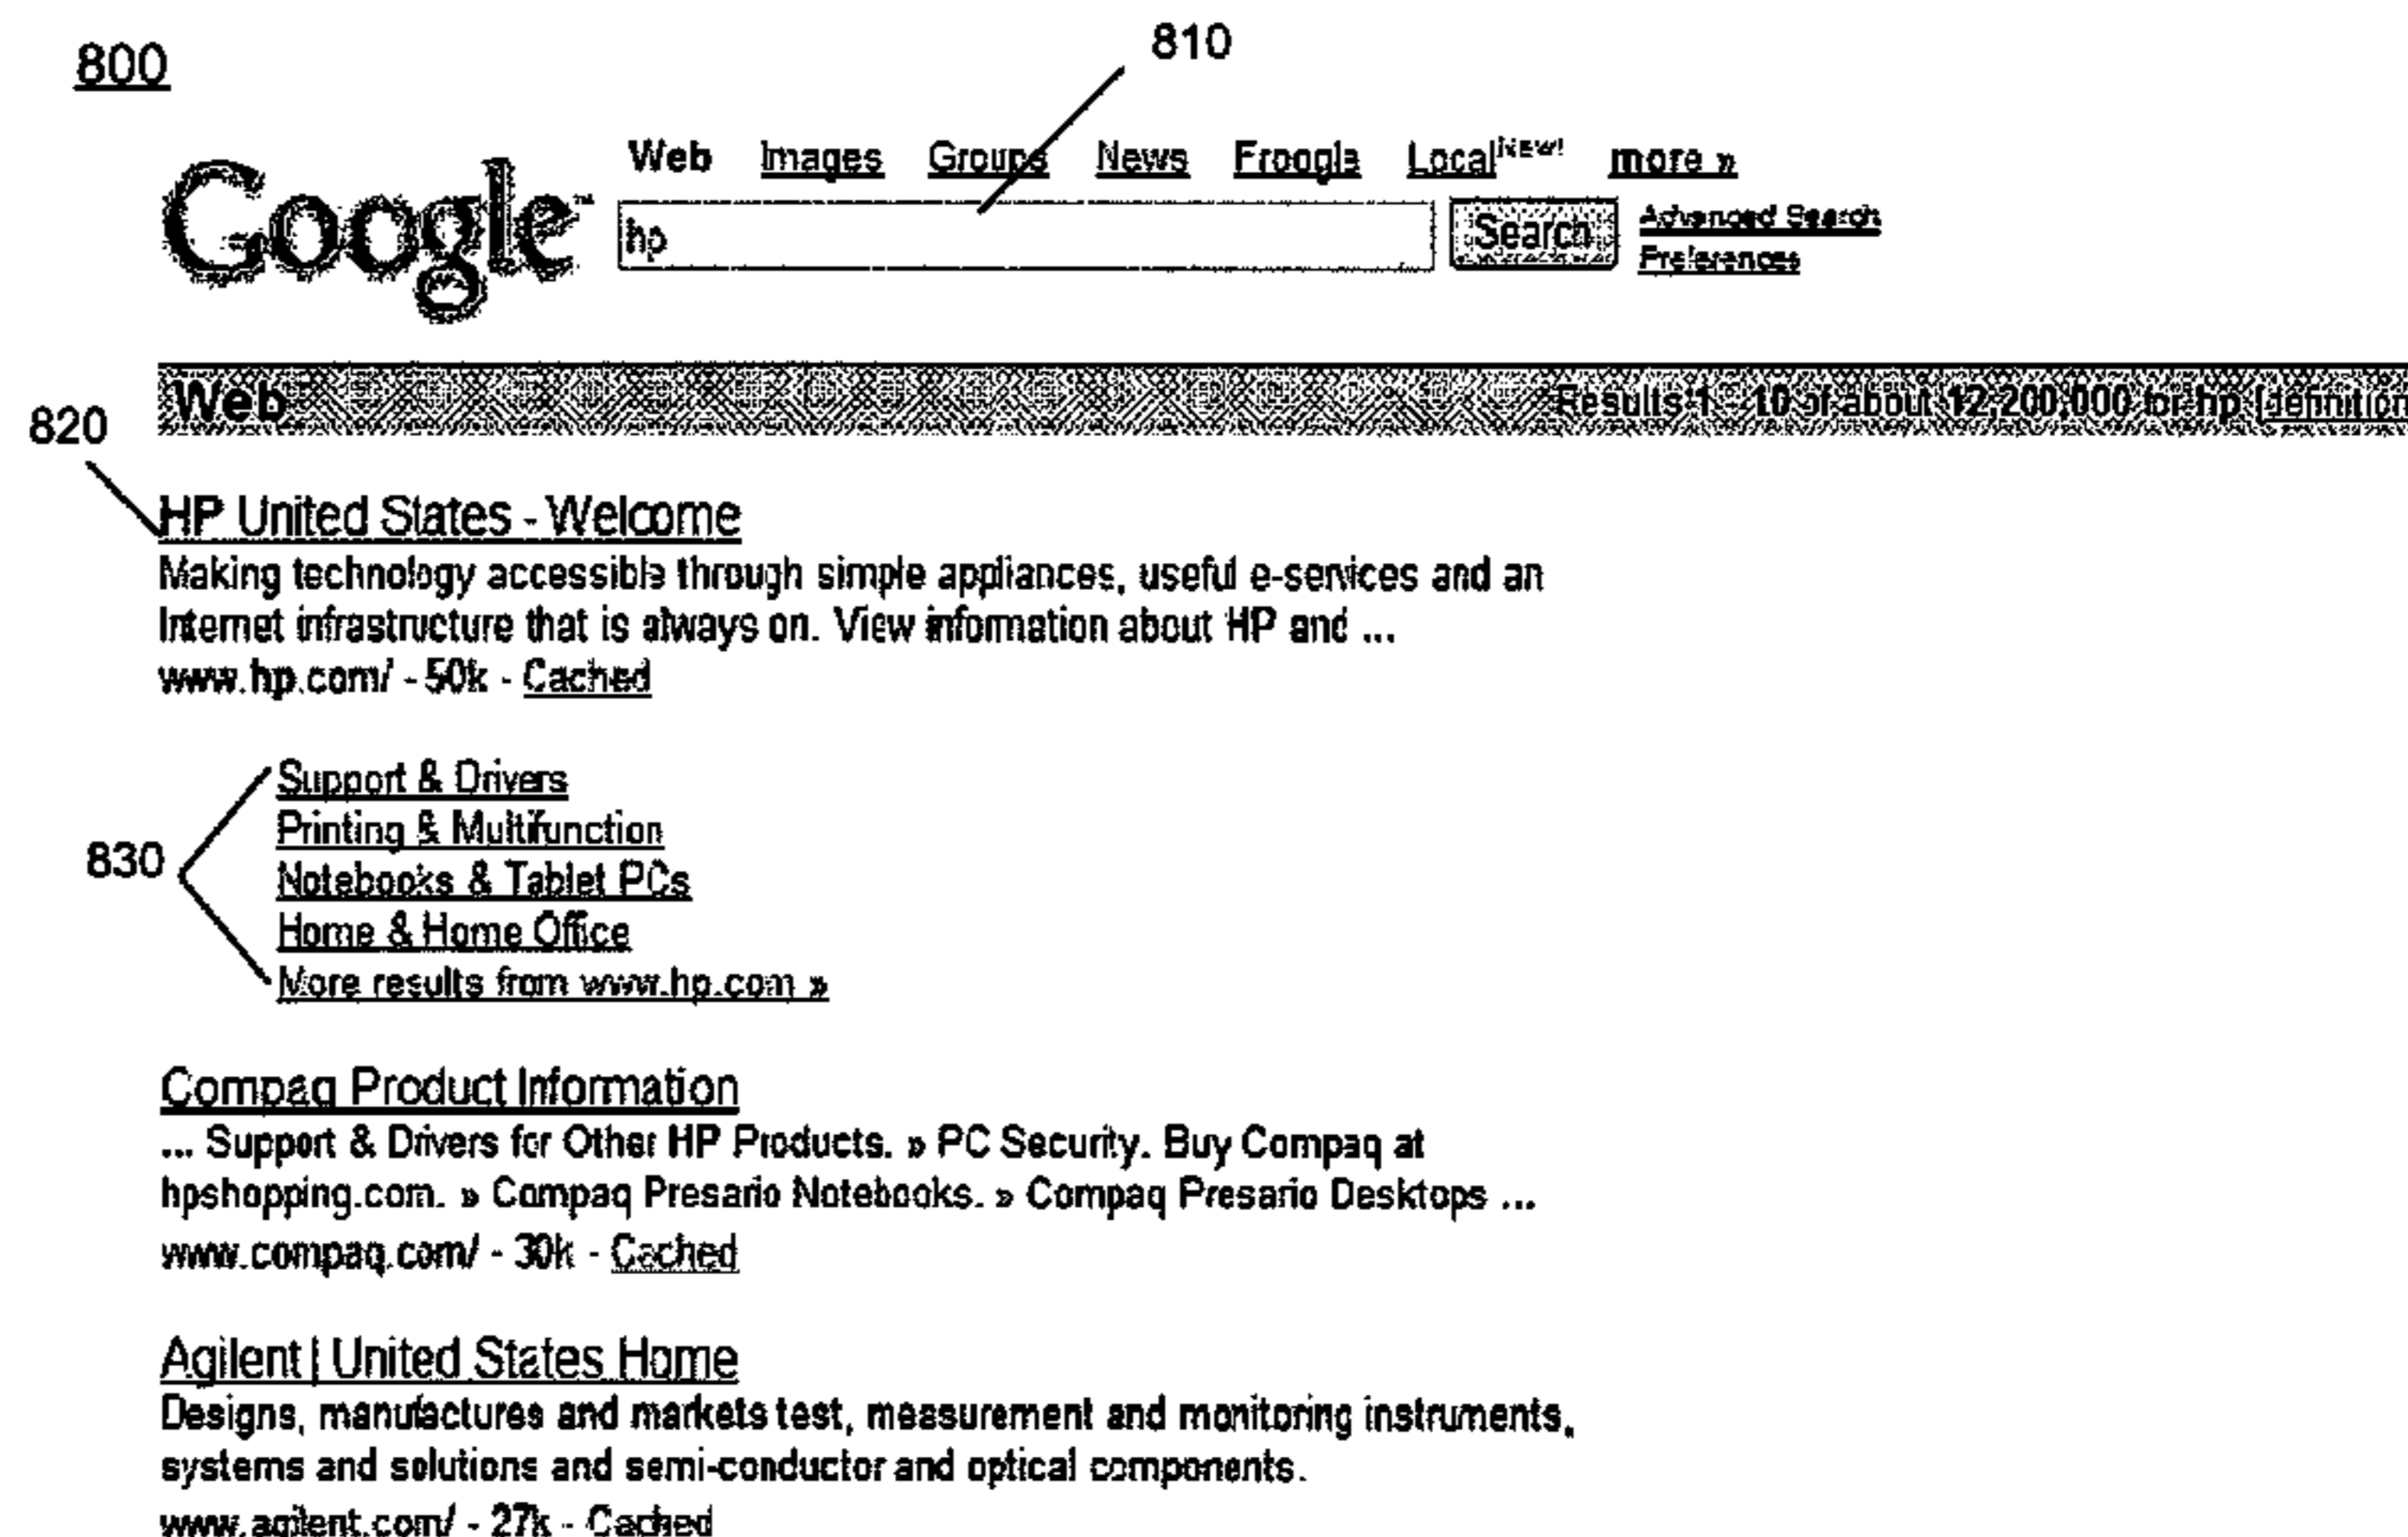 800
810
Google™
Web Images Groups News Froogle Local NEW! more »
hp
Search
Advanced Search
Preferences
Web Results 1 - 10 of about 12,200,000 for hp [definition
820
HP United States - Welcome
Making technology accessible through simple appliances, useful e-services and an
Internet infrastructure that is always on. View information about HP and ...
www.hp.com/ - 50k - Cached
830
Support & Drivers
Printing & Multifunction
Notebooks & Tablet PCs
Home & Home Office
More results from www.hp.com »
Compaq Product Information
... Support & Drivers for Other HP Products. » PC Security. Buy Compaq at
hpshopping.com. » Compaq Presario Notebooks. » Compaq Presario Desktops ...
www.compaq.com/ - 30k - Cached
Agilent | United States Home
Designs, manufactures and markets test, measurement and monitoring instruments,
systems and solutions and semi-conductor and optical components.
www.agilent.com/ - 27k - Cached